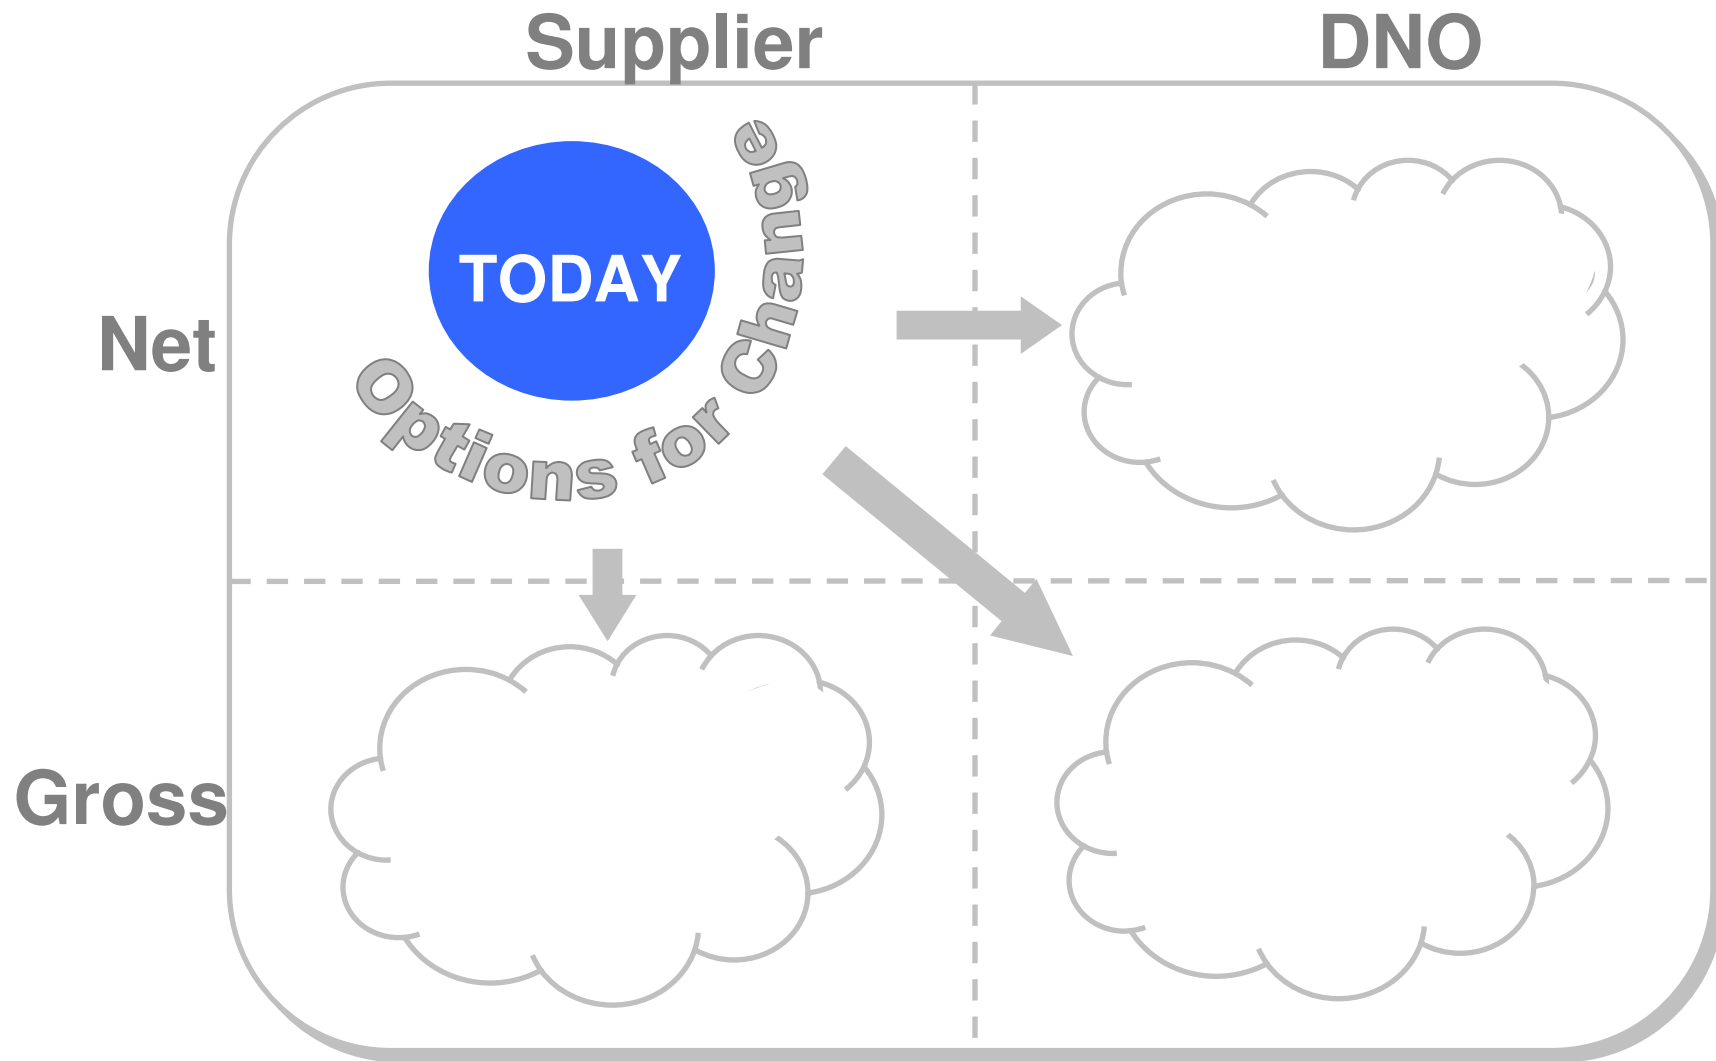 Supplier
DNO
TODAY
Options for Change
Net
Gross